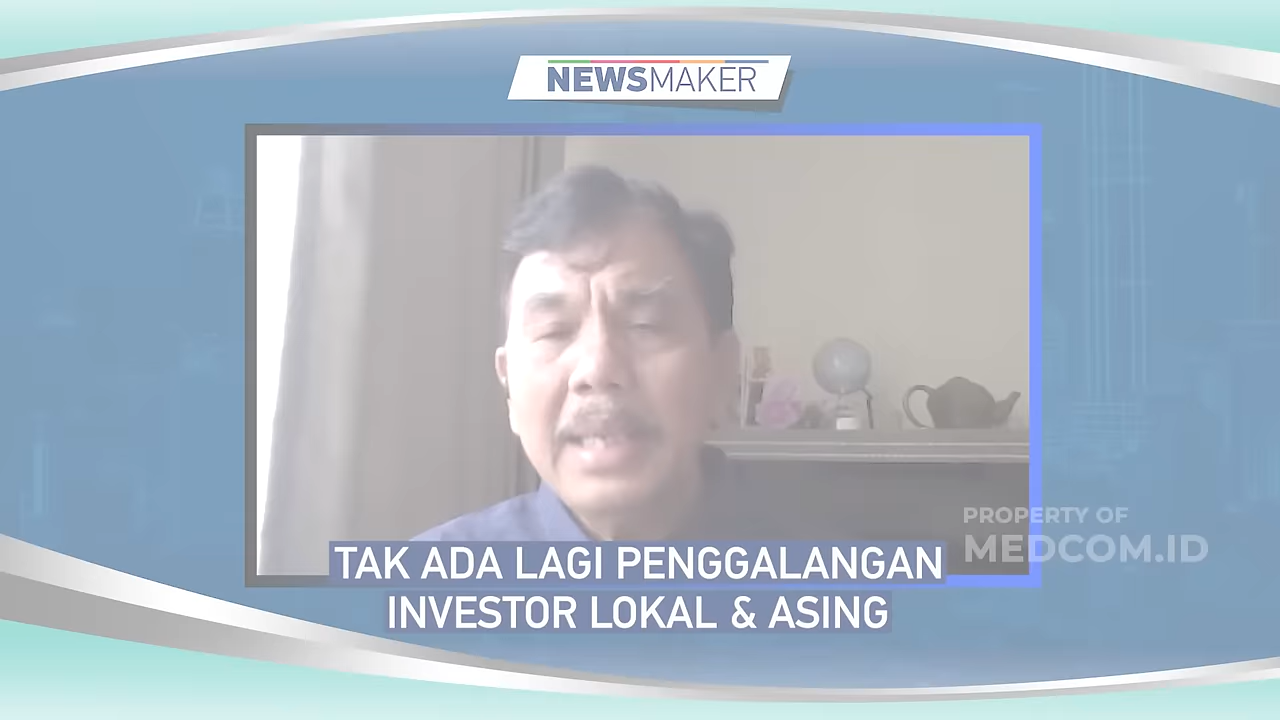 NEWSMAKER
PROPERTY OF
MEDCOM.ID
TAK ADA LAGI PENGGALANGAN
INVESTOR LOKAL & ASING